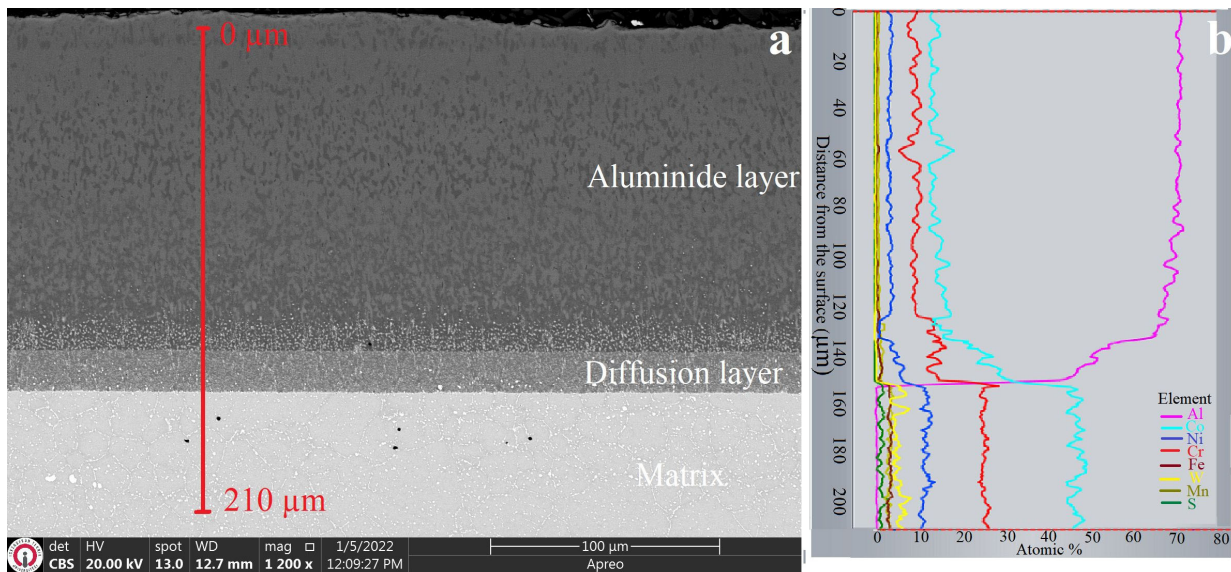 a
0 µm
Aluminide layer
Diffusion layer
Matrix
210 µm
det HV spot WD mag □ 1/5/2022 100 µm
CBS 20.00 kV 13.0 12.7 mm 1 200 x 12:09:27 PM Apreo
b
0
20
40
60
80
100
120
140
160
180
200
Distance from the surface (µm)
Element
Al
Co
Ni
Cr
Fe
W
Mn
S
0 10 20 30 40 50 60 70 80
Atomic %